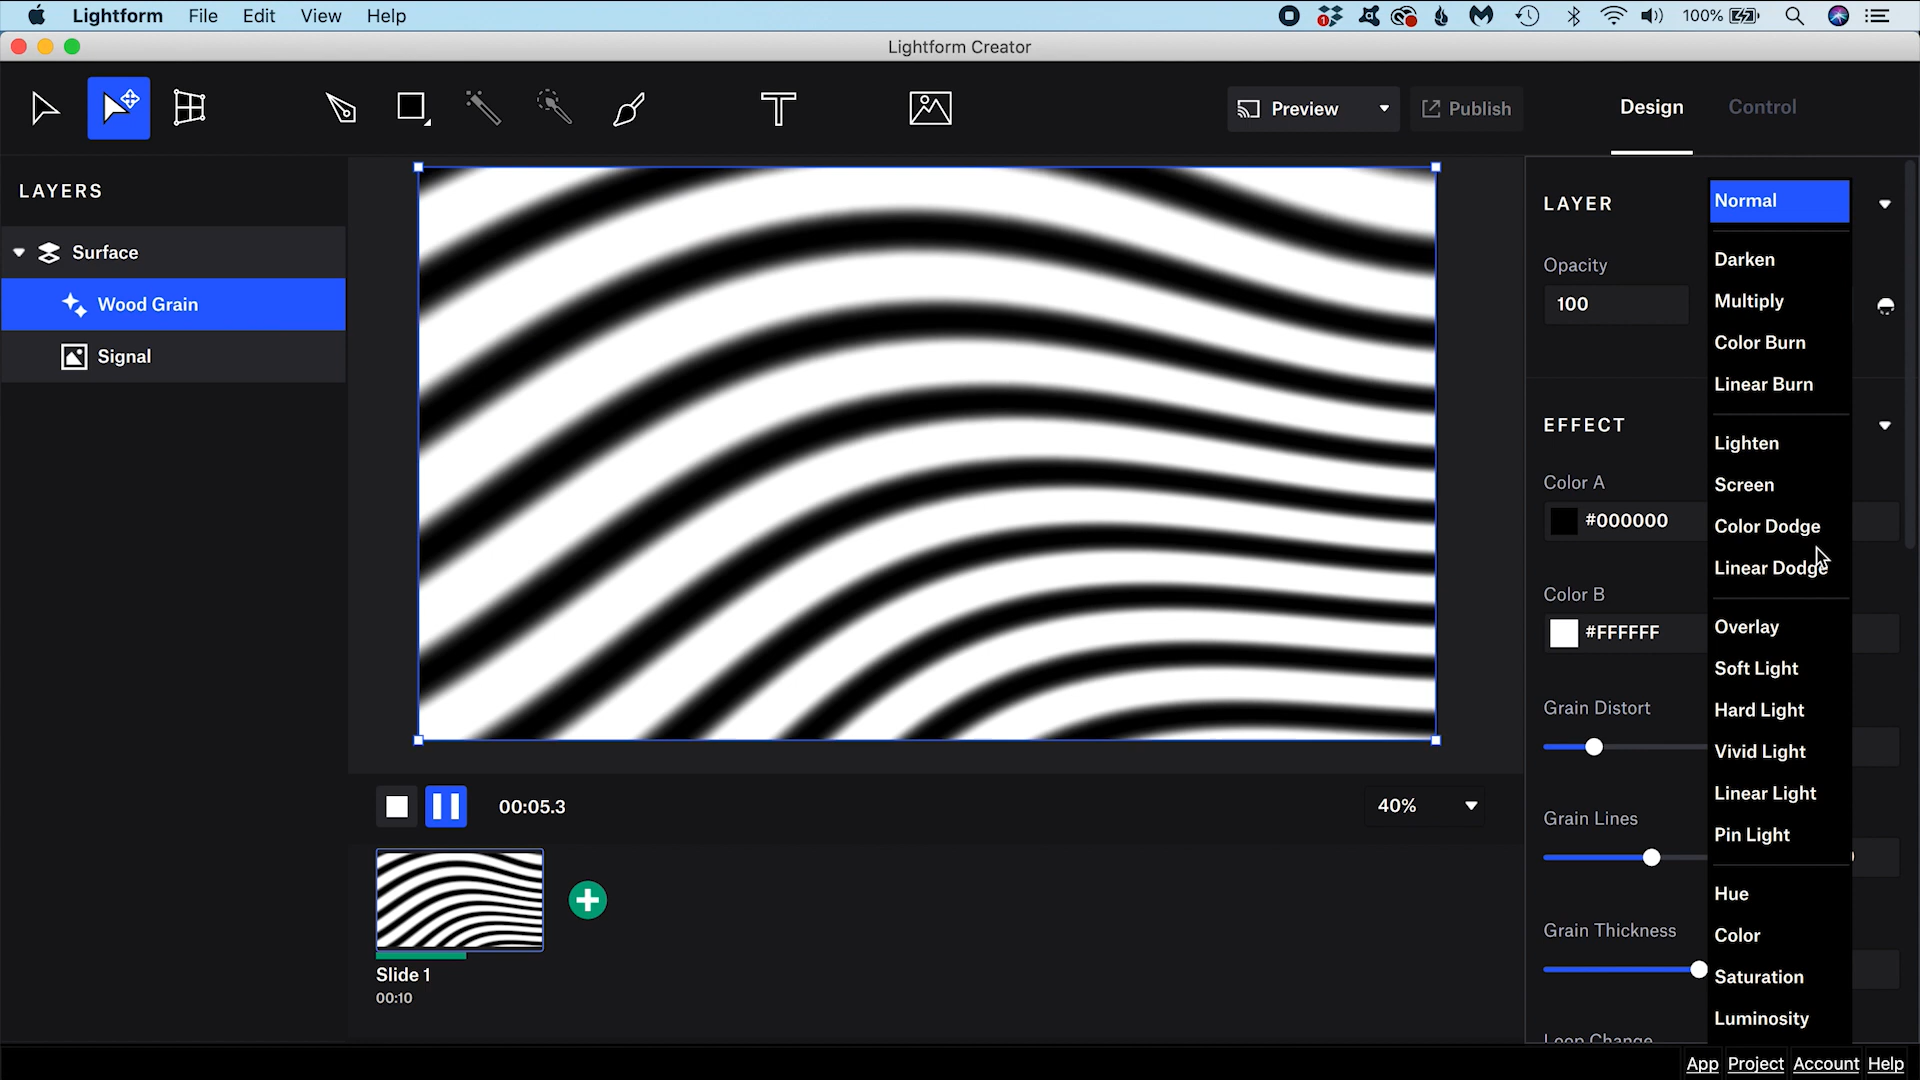 Lightform File Edit View Help
100%
Lightform Creator
Preview
Publish
Design
Control
LAYERS
Surface
Wood Grain
Signal
LAYER
Normal
Opacity
100
Darken
Multiply
Color Burn
Linear Burn
EFFECT
Lighten
Screen
Color Dodge
Linear Dodge
Color A
#000000
Color B
#FFFFFF
Overlay
Soft Light
Hard Light
Vivid Light
Linear Light
Pin Light
Grain Distort
Grain Lines
Grain Thickness
Hue
Color
Saturation
Luminosity
Loop Change
00:05.3
40%
Slide 1
00:10
App Project Account Help